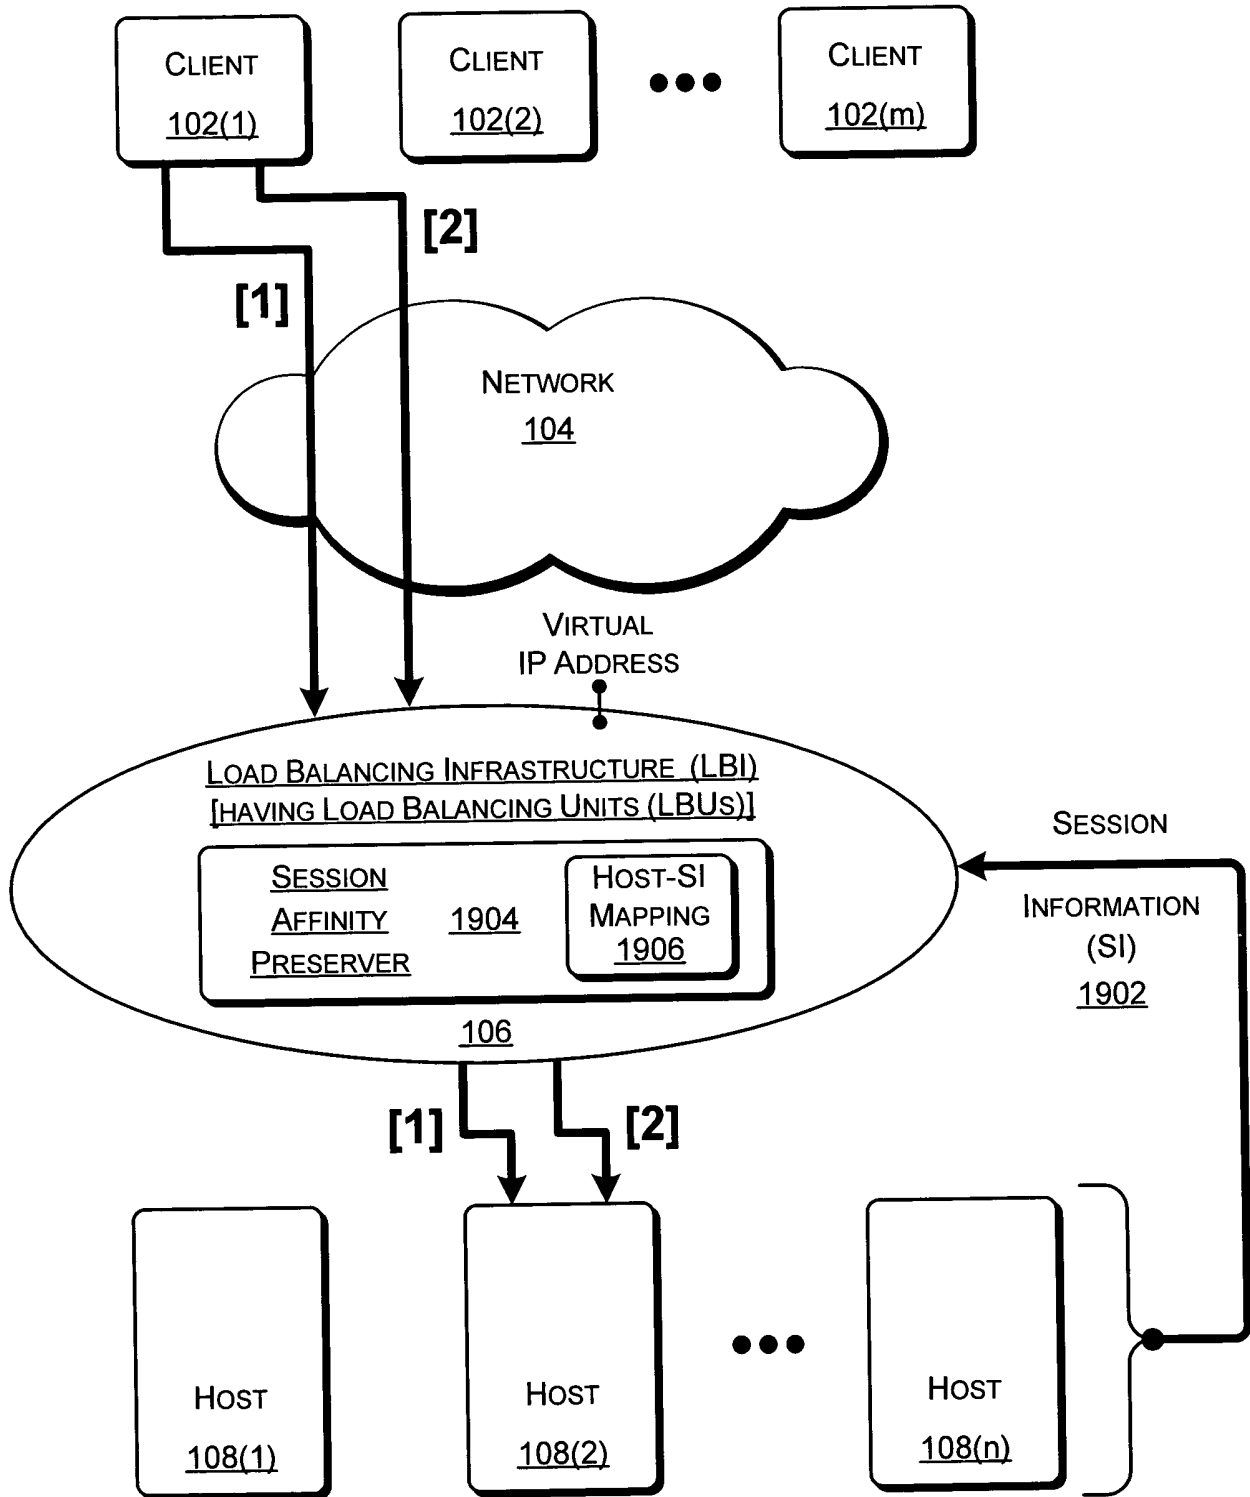 CLIENT
102(1)
CLIENT
102(2)
CLIENT
102(m)
[2]
[1]
NETWORK
104
VIRTUAL
IP ADDRESS
LOAD BALANCING INFRASTRUCTURE (LBI)
[HAVING LOAD BALANCING UNITS (LBUS)]
SESSION
AFFINITY
PRESERVER
1904
HOST-SI
MAPPING
1906
106
SESSION
INFORMATION
(SI)
1902
[1]
[2]
HOST
108(1)
HOST
108(2)
HOST
108(n)